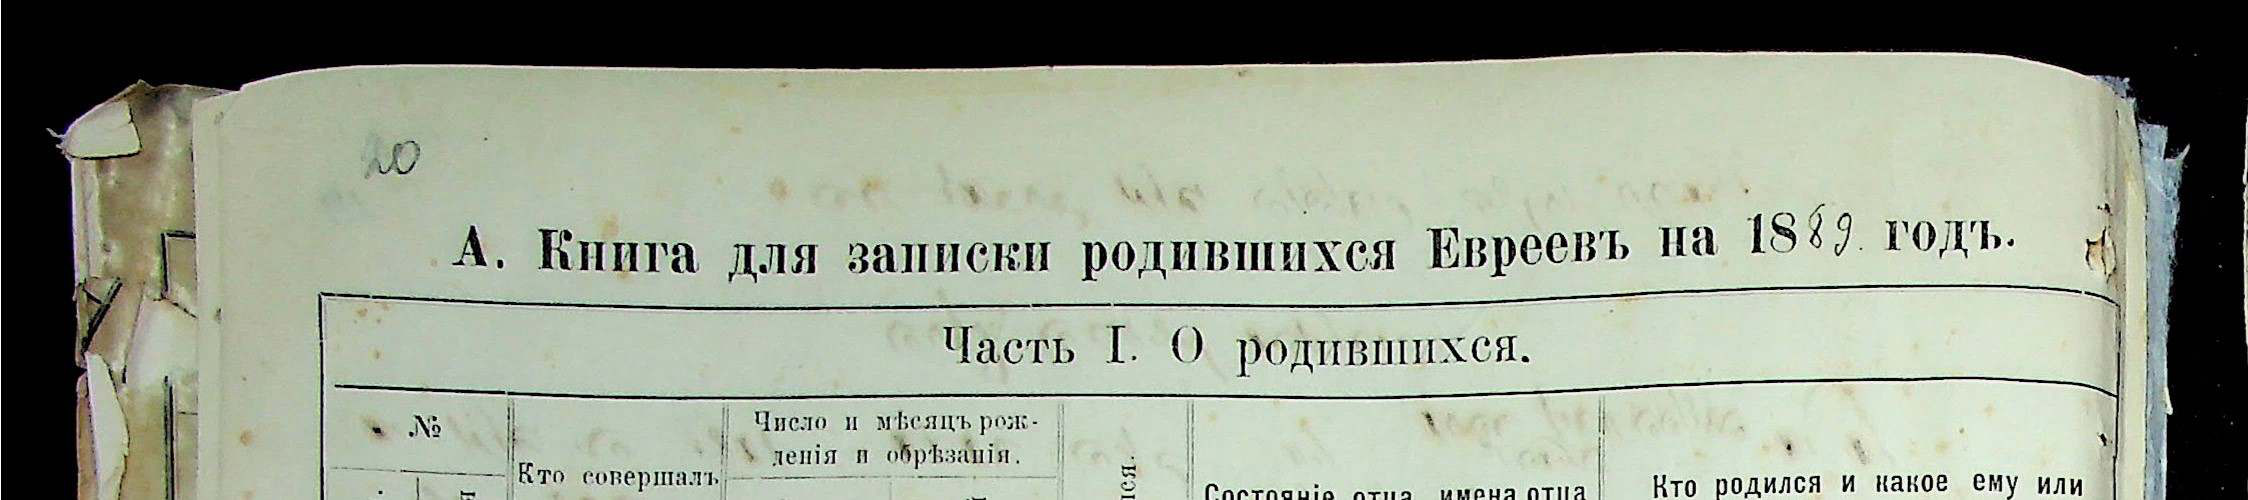 20
А. Книга для записки родившихся Евреевъ на 1889 годъ.
Часть I. О родившихся.
№
Число и мѣсяцъ рож-
денія и обрѣзанія.
Кто совершалъ
Состояніе отца, имена отца
Кто родился и какое ему или